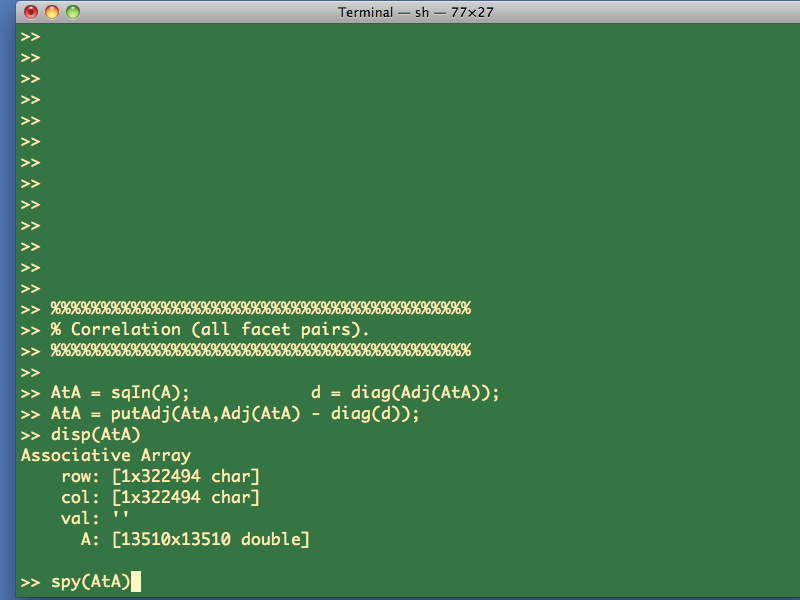 Terminal — sh — 77×27
>>
>>
>>
>>
>>
>>
>>
>>
>>
>>
>>
>>
>>
>> %%%%%%%%%%%%%%%%%%%%%%%%%%%%%%%%%%%%%%%%%%
>> % Correlation (all facet pairs).
>> %%%%%%%%%%%%%%%%%%%%%%%%%%%%%%%%%%%%%%%%%%
>>
>> AtA = sqIn(A);            d = diag(Adj(AtA));
>> AtA = putAdj(AtA,Adj(AtA) - diag(d));
>> disp(AtA)
Associative Array
    row: [1x322494 char]
    col: [1x322494 char]
    val: ''
      A: [13510x13510 double]
>> spy(AtA)